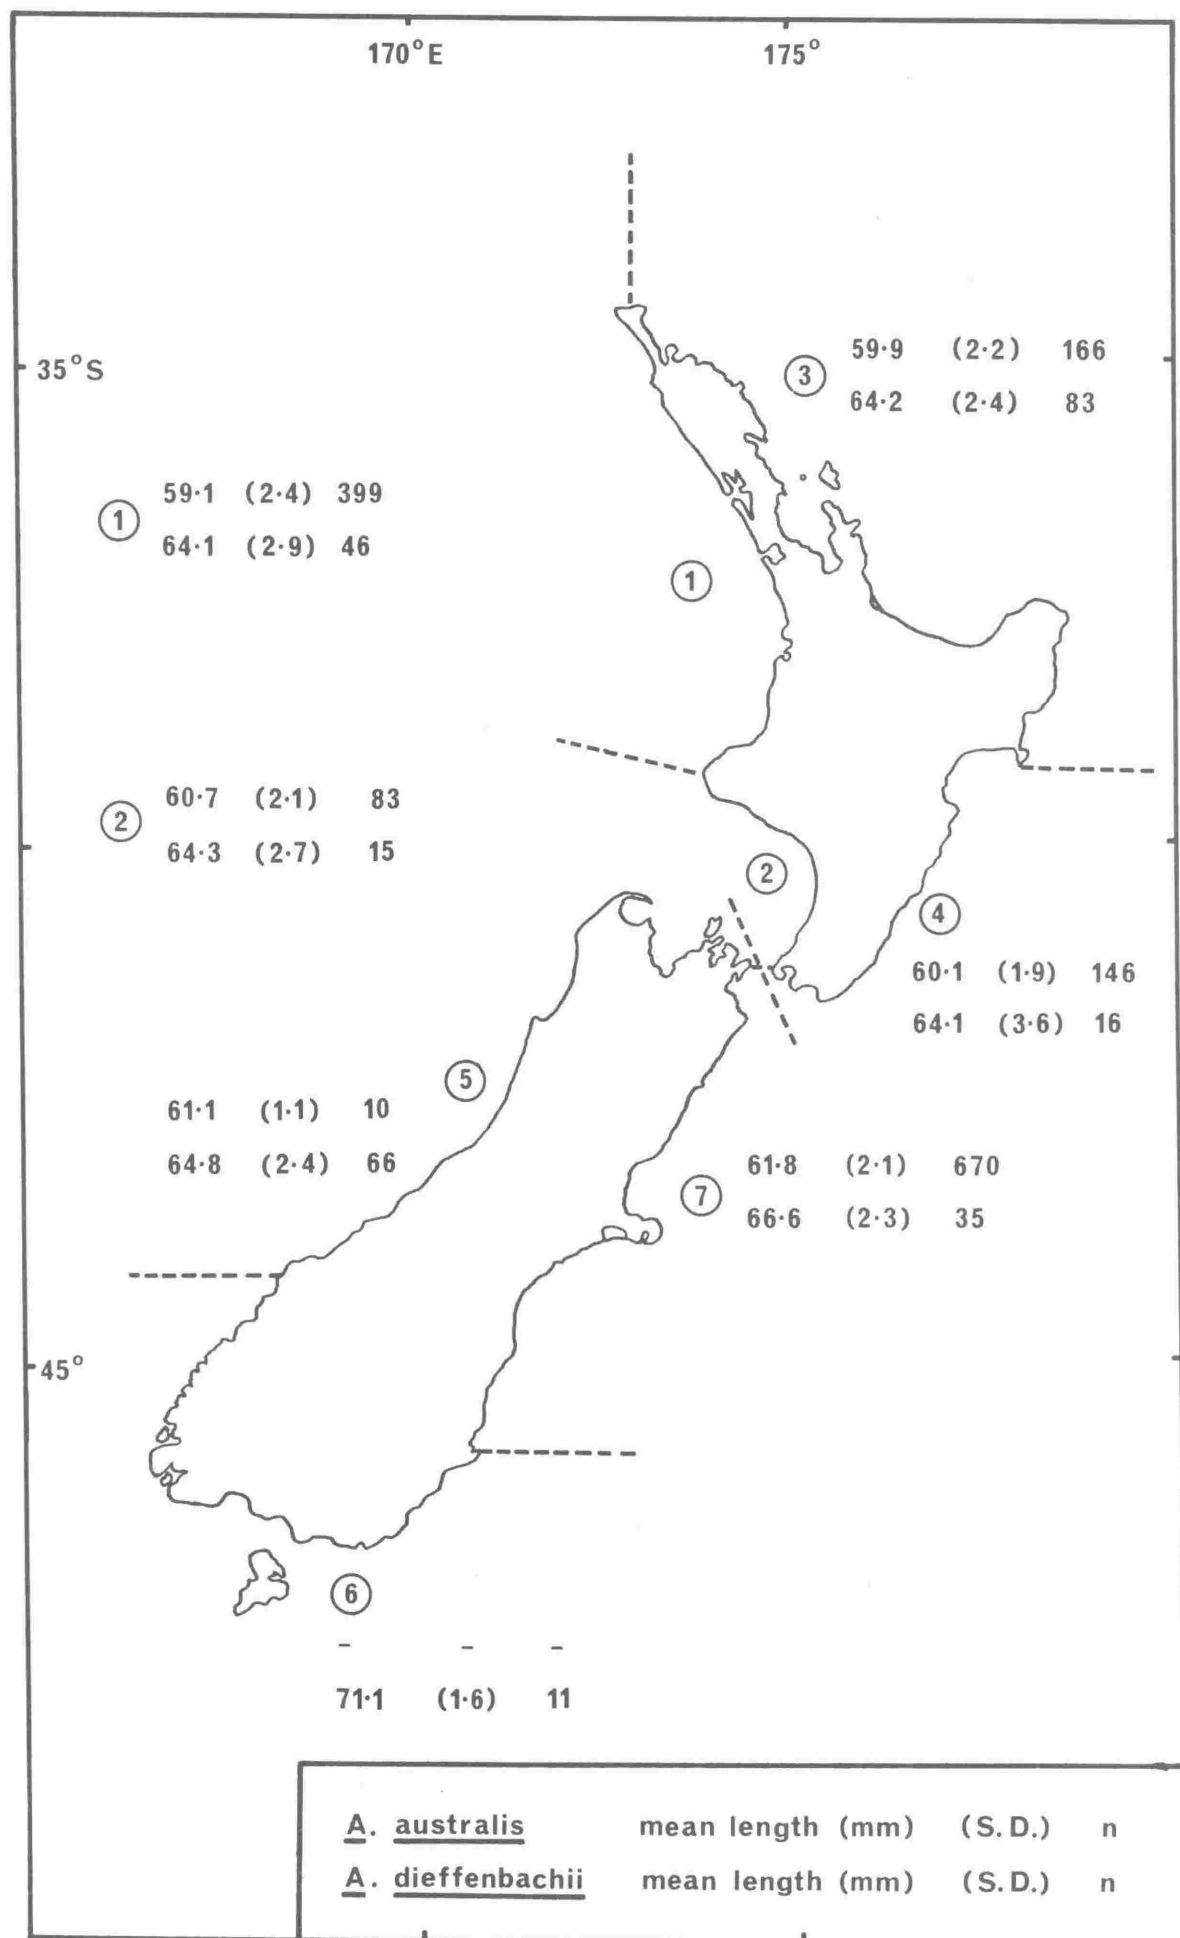 170°E 175°
35°S
③ 59·9 (2·2) 166
64·2 (2·4) 83
① 59·1 (2·4) 399
64·1 (2·9) 46
①
② 60·7 (2·1) 83
64·3 (2·7) 15
②
④
60·1 (1·9) 146
64·1 (3·6) 16
⑤
61·1 (1·1) 10
64·8 (2·4) 66
⑦ 61·8 (2·1) 670
66·6 (2·3) 35
45°
⑥
– – –
71·1 (1·6) 11
A. australis mean length (mm) (S.D.) n
A. dieffenbachii mean length (mm) (S.D.) n